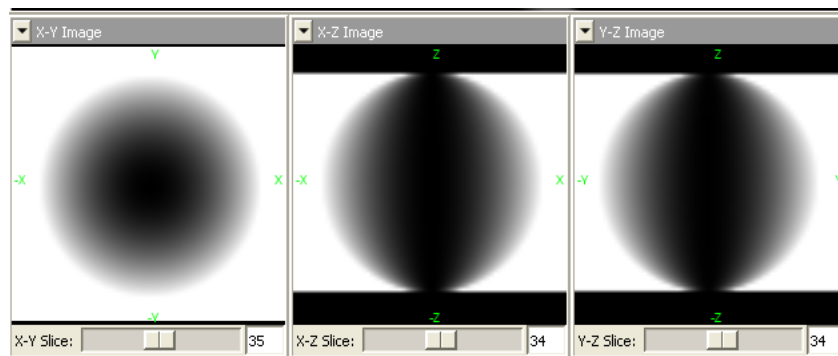 X-Y Image
Y
-X
X
-Y
X-Y Slice:
35
X-Z Image
Z
-X
X
-Z
X-Z Slice:
34
Y-Z Image
Z
-Y
Y
-Z
Y-Z Slice:
34